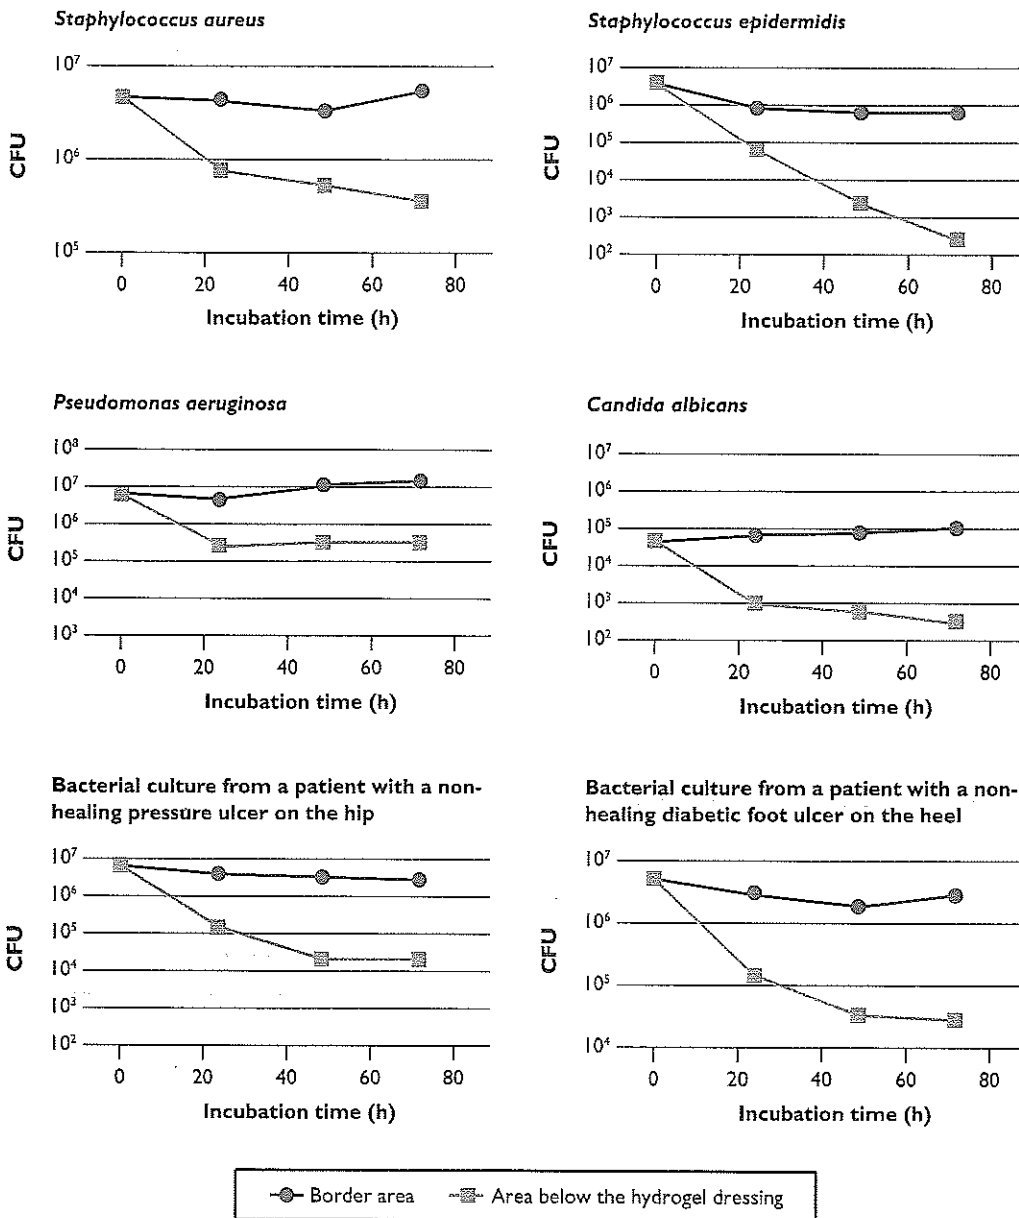 Staphylococcus aureus
10⁷
10⁶
10⁵
CFU
0 20 40 60 80
Incubation time (h)
Staphylococcus epidermidis
10⁷
10⁶
10⁵
10⁴
10³
10²
CFU
0 20 40 60 80
Incubation time (h)
Pseudomonas aeruginosa
10⁸
10⁷
10⁶
10⁵
10⁴
10³
CFU
0 20 40 60 80
Incubation time (h)
Candida albicans
10⁷
10⁶
10⁵
10⁴
10³
10²
CFU
0 20 40 60 80
Incubation time (h)
Bacterial culture from a patient with a non-
healing pressure ulcer on the hip
10⁷
10⁶
10⁵
10⁴
10³
10²
CFU
0 20 40 60 80
Incubation time (h)
Bacterial culture from a patient with a non-
healing diabetic foot ulcer on the heel
10⁷
10⁶
10⁵
10⁴
CFU
0 20 40 60 80
Incubation time (h)
Border area Area below the hydrogel dressing